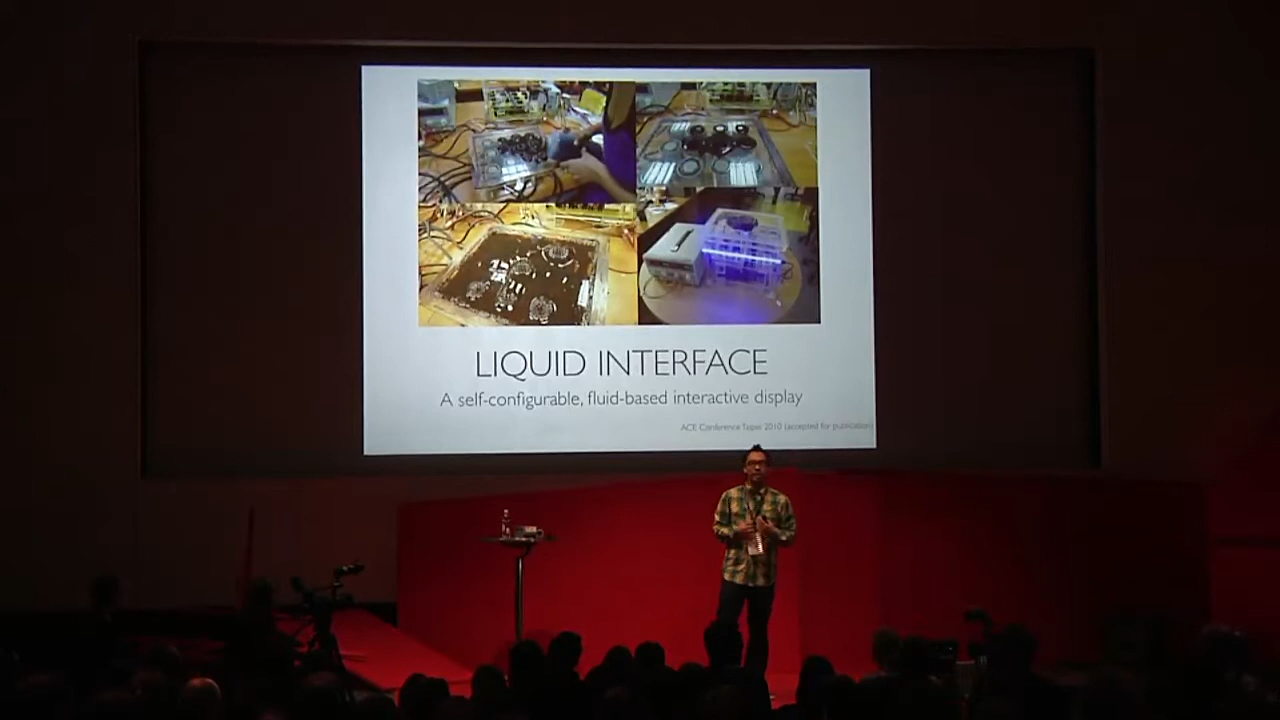 LIQUID INTERFACE
A self-configurable, fluid-based interactive display
ACE Conference Taipei 2010 (accepted for publication)